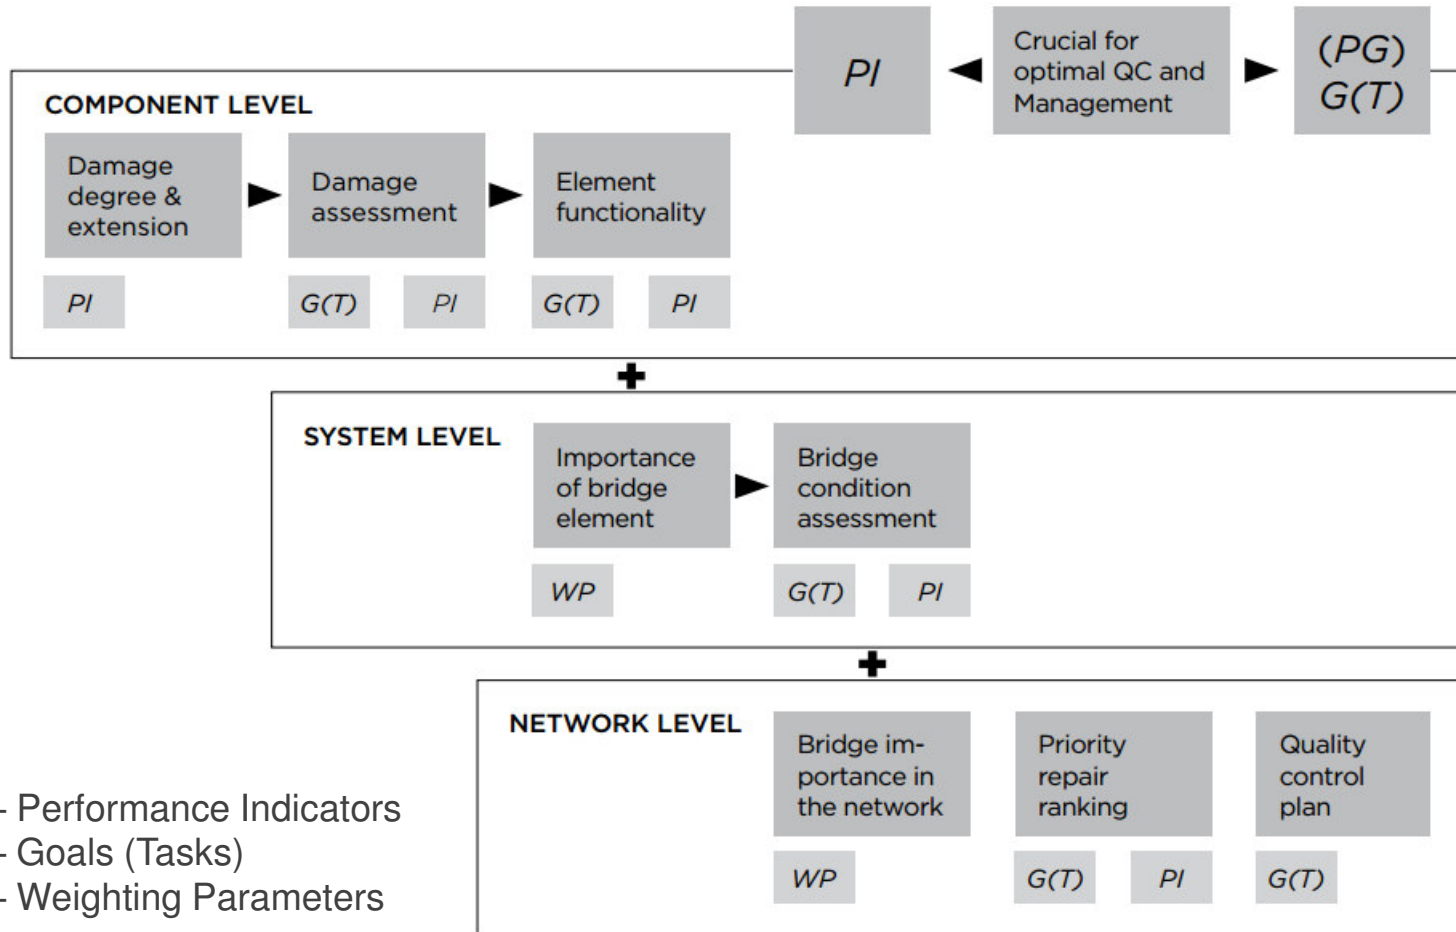 PI
Crucial for
optimal QC and
Management
(PG)
G(T)
COMPONENT LEVEL
Damage
degree &
extension
Damage
assessment
Element
functionality
PI
G(T)
PI
G(T)
PI
SYSTEM LEVEL
Importance
of bridge
element
Bridge
condition
assessment
WP
G(T)
PI
NETWORK LEVEL
Bridge im-
portance in
the network
Priority
repair
ranking
Quality
control
plan
WP
G(T)
PI
G(T)
- Performance Indicators
- Goals (Tasks)
- Weighting Parameters